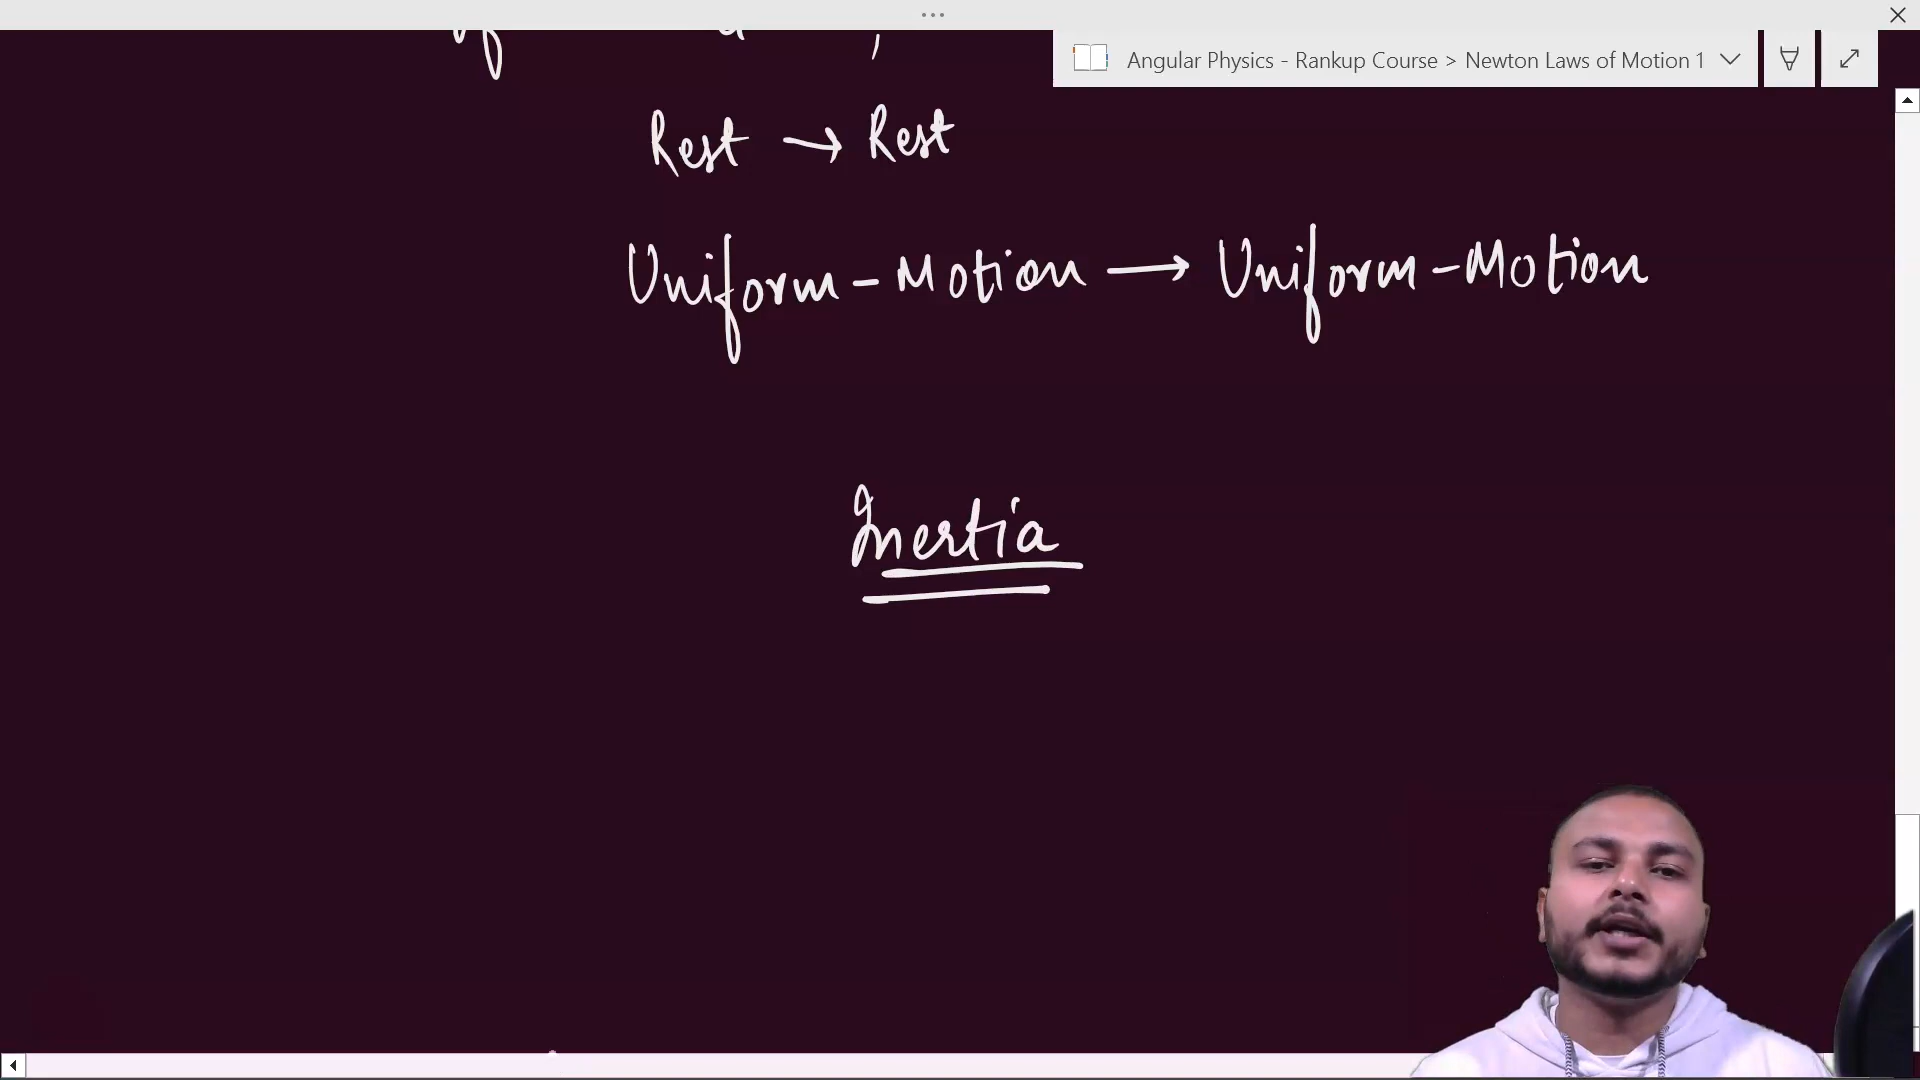 Angular Physics - Rankup Course > Newton Laws of Motion 1
Rest → Rest
Uniform - Motion → Uniform - Motion
Inertia